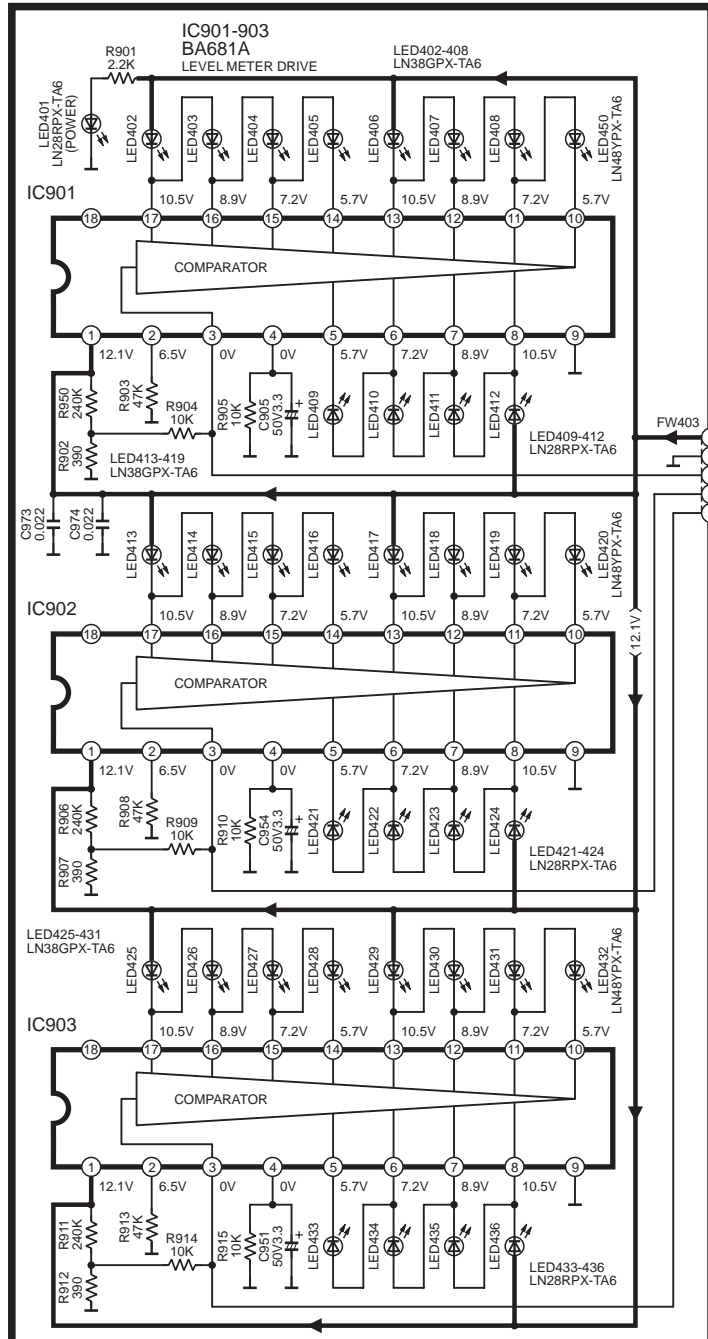 IC901-903
BA681A
LEVEL METER DRIVE
R901
2.2K
LED402-408
LN38GPX-TA6
LED401
LN28RPX-TA6
(POWER)
LED402
LED403
LED404
LED405
LED406
LED407
LED408
LED450
LN48YPX-TA6
IC901
10.5V
8.9V
7.2V
5.7V
10.5V
8.9V
7.2V
5.7V
18
17
16
15
14
13
12
11
10
COMPARATOR
1
2
3
4
5
6
7
8
9
12.1V
6.5V
0V
0V
5.7V
7.2V
8.9V
10.5V
R950
240K
R903
47K
R904
10K
R905
10K
C905
50V3.3
+
LED409
LED410
LED411
LED412
R902
390
LED413-419
LN38GPX-TA6
LED409-412
LN28RPX-TA6
FW403
C973
0.022
C974
0.022
LED413
LED414
LED415
LED416
LED417
LED418
LED419
LED420
LN48YPX-TA6
IC902
10.5V
8.9V
7.2V
5.7V
10.5V
8.9V
7.2V
5.7V
(12.1V)
18
17
16
15
14
13
12
11
10
COMPARATOR
1
2
3
4
5
6
7
8
9
12.1V
6.5V
0V
0V
5.7V
7.2V
8.9V
10.5V
R906
240K
R908
47K
R909
10K
R910
10K
C954
50V3.3
+
LED421
LED422
LED423
LED424
R907
390
LED421-424
LN28RPX-TA6
LED425-431
LN38GPX-TA6
LED425
LED426
LED427
LED428
LED429
LED430
LED431
LED432
LN48YPX-TA6
IC903
10.5V
8.9V
7.2V
5.7V
10.5V
8.9V
7.2V
5.7V
18
17
16
15
14
13
12
11
10
COMPARATOR
1
2
3
4
5
6
7
8
9
12.1V
6.5V
0V
0V
5.7V
7.2V
8.9V
10.5V
R911
240K
R913
47K
R914
10K
R915
10K
C951
50V3.3
+
LED433
LED434
LED435
LED436
R912
390
LED433-436
LN28RPX-TA6